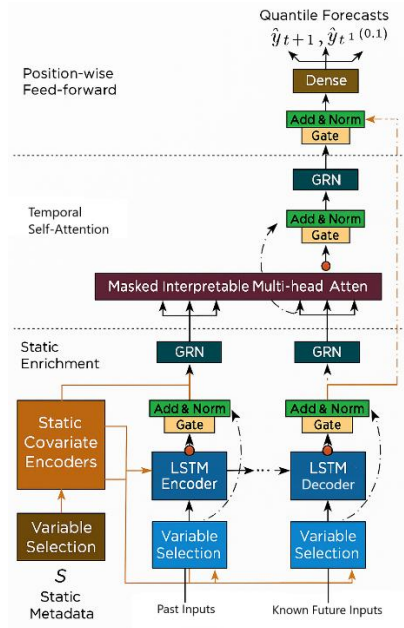 Quantile Forecasts
ŷ t+1 , ŷ t¹ (0.1)
Position-wise
Feed-forward
Dense
Add & Norm
Gate
GRN
Temporal
Self-Attention
Add & Norm
Gate
Masked Interpretable Multi-head Atten
Static
Enrichment
GRN
GRN
Static
Covariate
Encoders
Add & Norm
Gate
Add & Norm
Gate
LSTM
Encoder
...
LSTM
Decoder
Variable
Selection
Variable
Selection
Variable
Selection
S
Static
Metadata
Past Inputs
Known Future Inputs